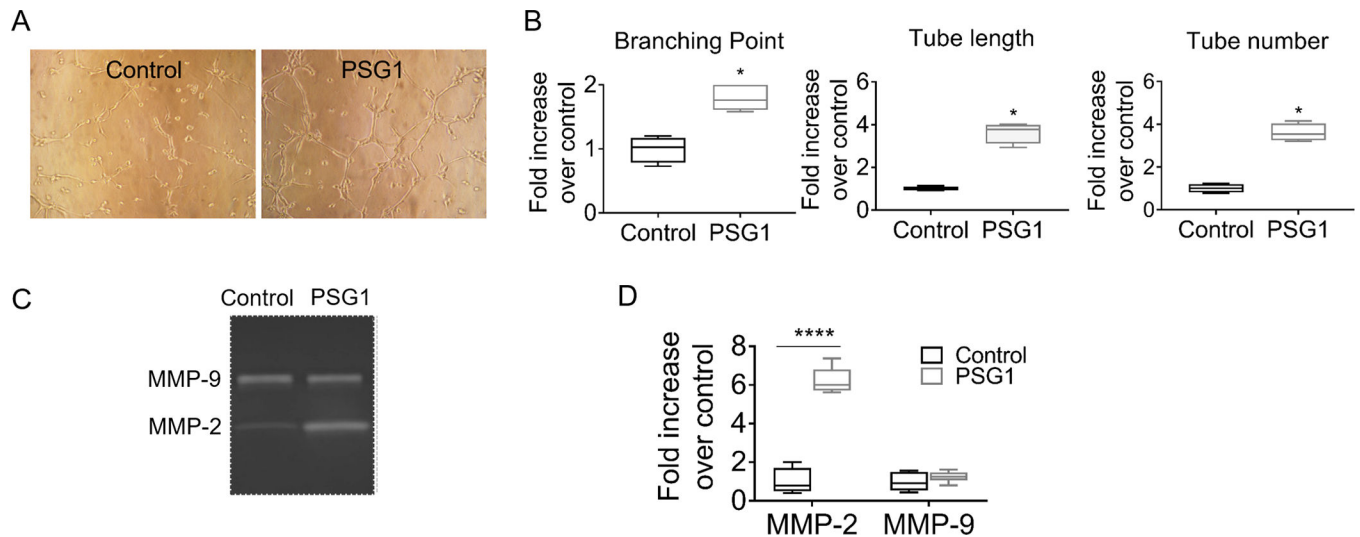 A
Control
PSG1
B
Branching Point
Fold increase
over control
2
1
0
*
Control PSG1
Tube length
Fold increase
over control
6
4
2
0
*
Control PSG1
Tube number
Fold increase
over control
6
4
2
0
*
Control PSG1
C
Control PSG1
MMP-9
MMP-2
D
Fold increase
over control
8
6
4
2
0
****
Control
PSG1
MMP-2 MMP-9